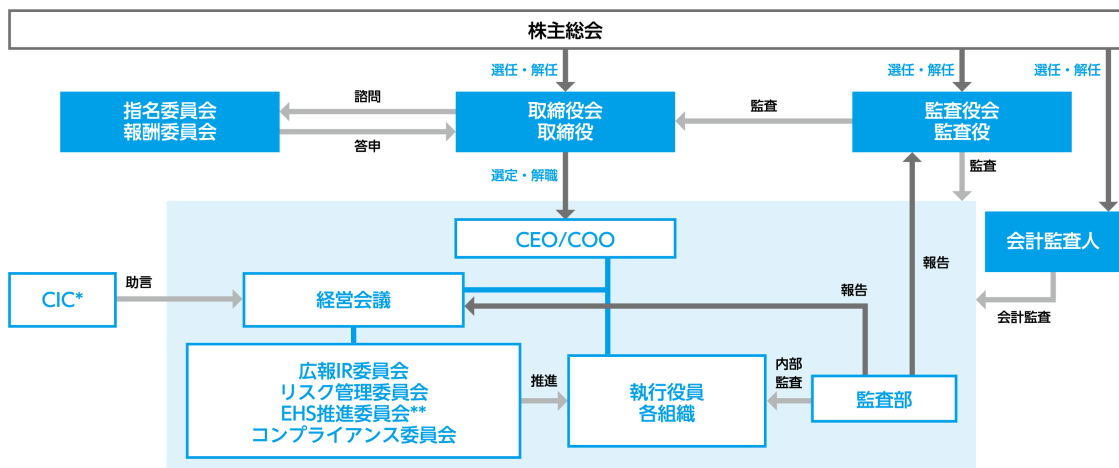 株主総会
選任・解任
選任・解任
選任・解任
指名委員会
報酬委員会
諮問
答申
取締役会
取締役
監査
監査役会
監査役
選定・解職
監査
CEO/COO
会計監査人
報告
CIC*
助言
経営会議
報告
会計監査
広報IR委員会
リスク管理委員会
EHS推進委員会**
コンプライアンス委員会
推進
執行役員
各組織
内部
監査
監査部